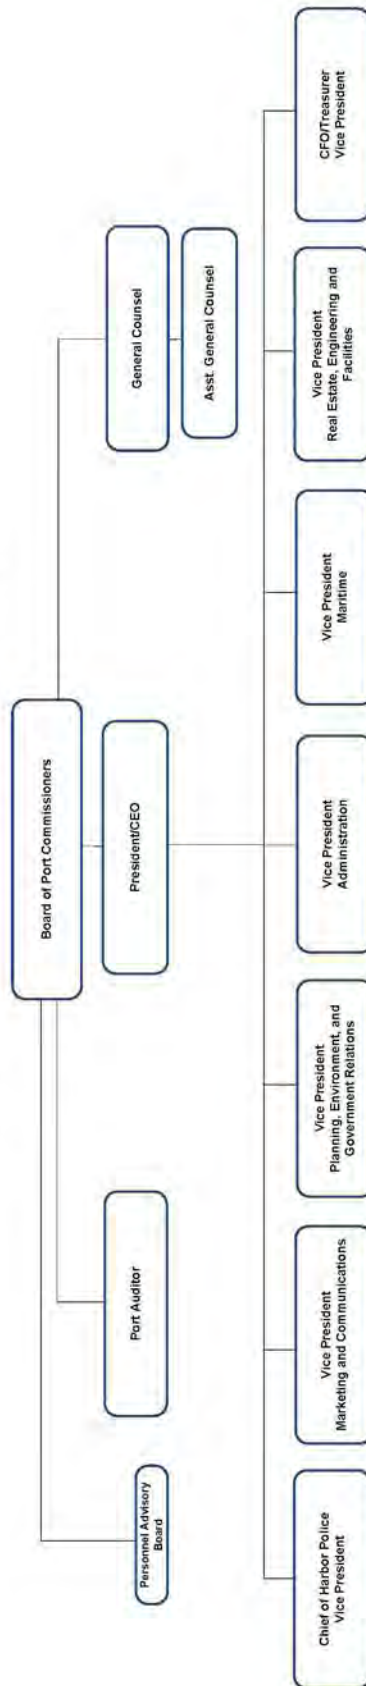 Board of Port Commissioners
Personnel Advisory
Board
Port Auditor
President/CEO
General Counsel
Asst. General Counsel
Chief of Harbor Police
Vice President
Vice President
Marketing and Communications
Vice President
Planning, Environment, and
Government Relations
Vice President
Administration
Vice President
Maritime
Vice President
Real Estate, Engineering and
Facilities
CFO/Treasurer
Vice President